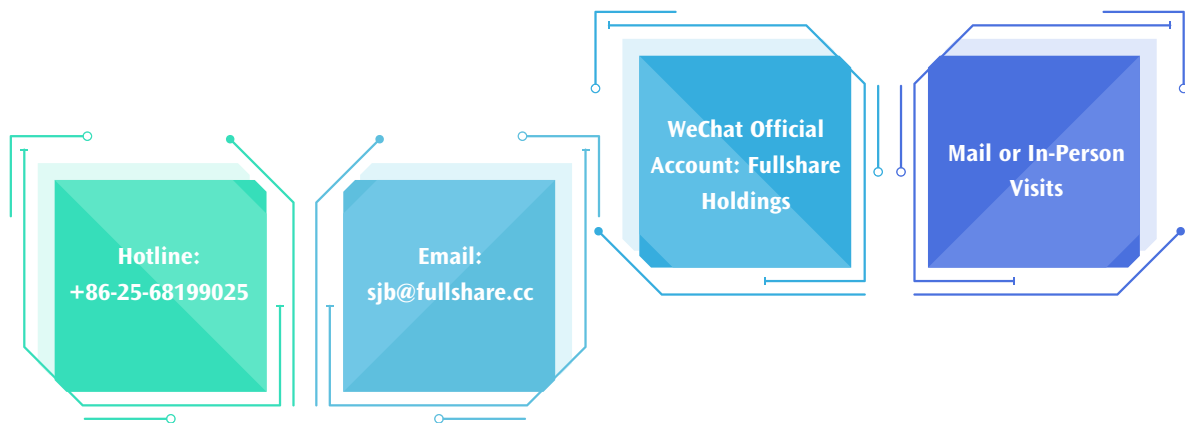 Hotline:
+86-25-68199025
Email:
sjb@fullshare.cc
WeChat Official
Account: Fullshare
Holdings
Mail or In-Person
Visits